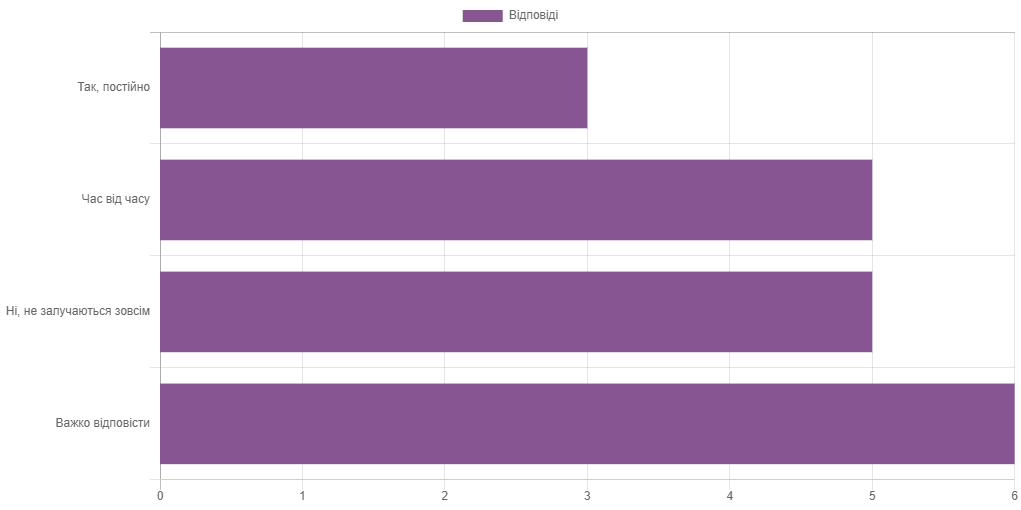 Відповіді
Так, постійно
Час від часу
Ні, не залучаються зовсім
Важко відповісти
0 1 2 3 4 5 6